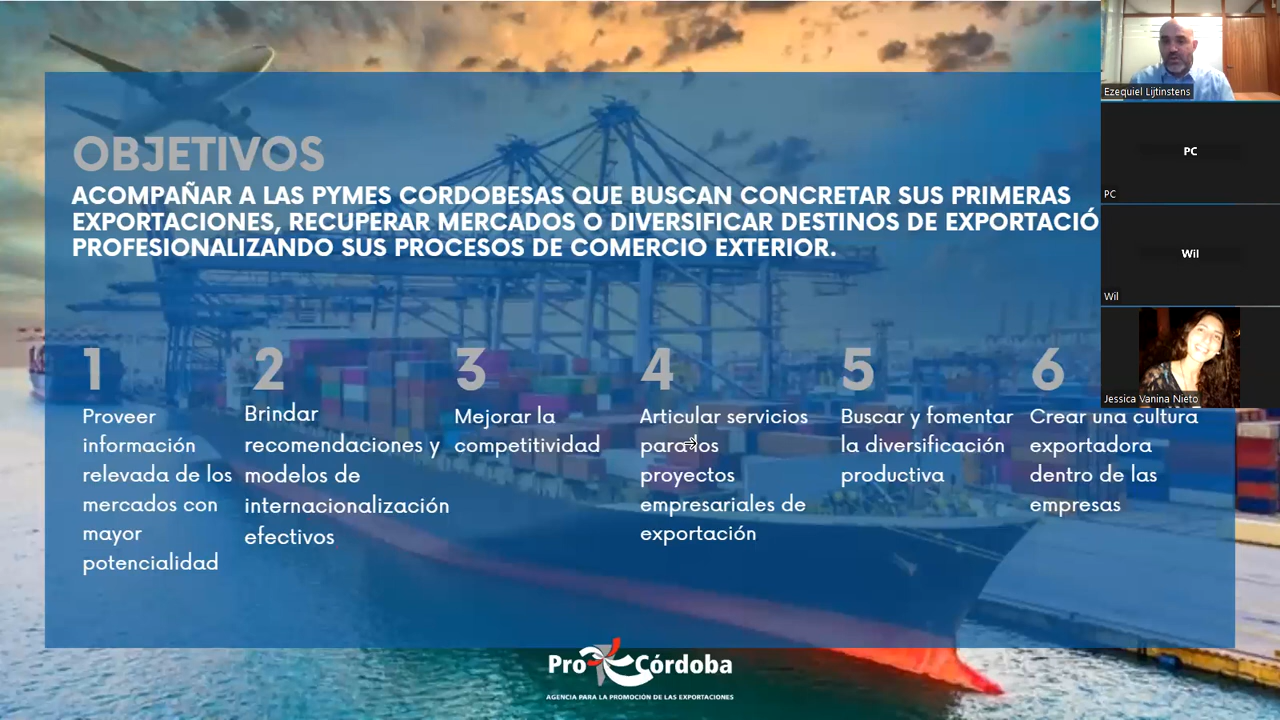 OBJETIVOS
ACOMPAÑAR A LAS PYMES CORDOBESAS QUE BUSCAN CONCRETAR SUS PRIMERAS
EXPORTACIONES, RECUPERAR MERCADOS O DIVERSIFICAR DESTINOS DE EXPORTACIÓ
PROFESIONALIZANDO SUS PROCESOS DE COMERCIO EXTERIOR.
1
Proveer
información
relevada de los
mercados con
mayor
potencialidad
2
Brindar
recomendaciones y
modelos de
internacionalización
efectivos
3
Mejorar la
competitividad
4
Articular servicios
para los
proyectos
empresariales de
exportación
5
Buscar y fomentar
la diversificación
productiva
6
Crear una cultura
exportadora
dentro de las
empresas
Pro Córdoba
AGENCIA PARA LA PROMOCIÓN DE LAS EXPORTACIONES
Ezequiel Lijtinstens
PC
PC
Wil
Wil
Jessica Vanina Nieto